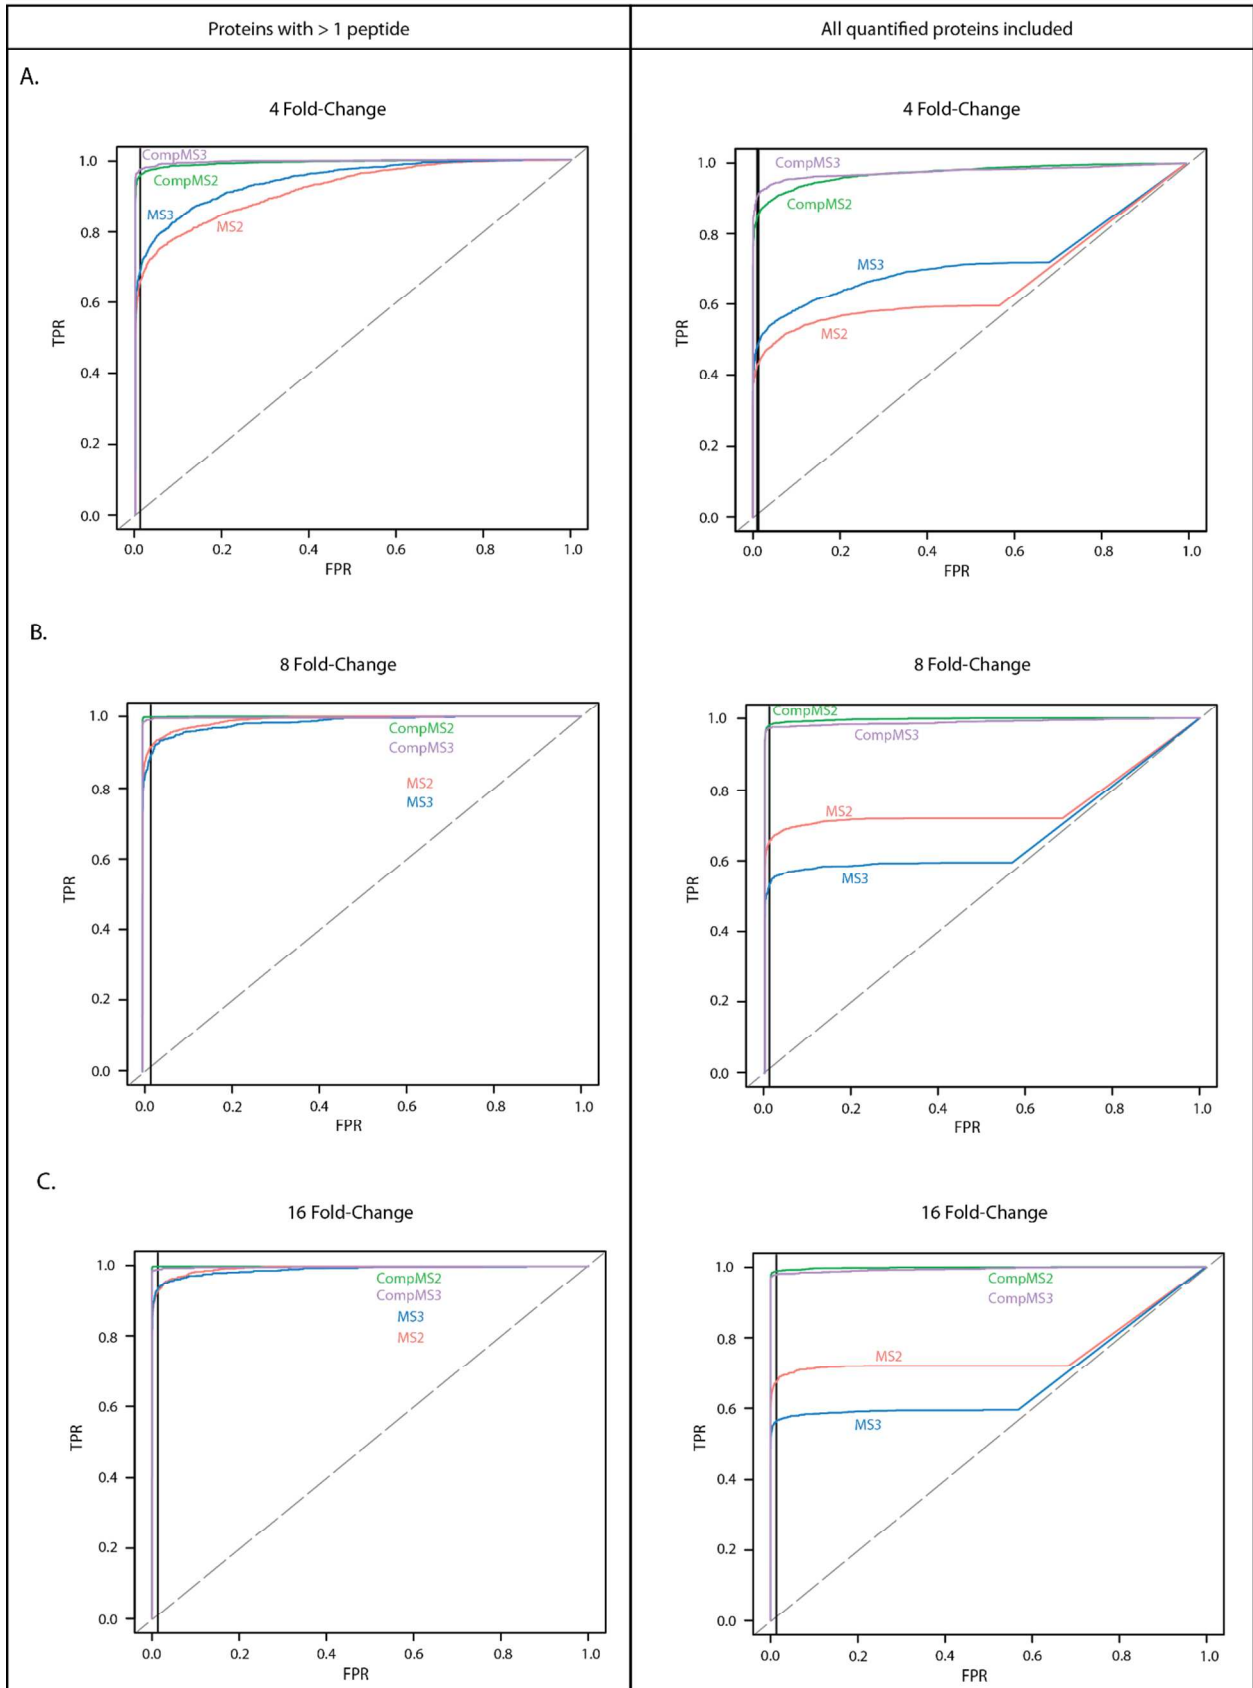 Proteins with > 1 peptide
All quantified proteins included
A.
4 Fold-Change
1.0
0.8
0.6
0.4
0.2
0.0
TPR
CompMS3
CompMS2
MS3
MS2
0.0 0.2 0.4 0.6 0.8 1.0
FPR
4 Fold-Change
1.0
0.8
0.6
0.4
0.2
0.0
TPR
CompMS3
CompMS2
MS3
MS2
0.0 0.2 0.4 0.6 0.8 1.0
FPR
B.
8 Fold-Change
1.0
0.8
0.6
0.4
0.2
0.0
TPR
CompMS2
CompMS3
MS2
MS3
0.0 0.2 0.4 0.6 0.8 1.0
FPR
8 Fold-Change
1.0
0.8
0.6
0.4
0.2
0.0
TPR
CompMS2
CompMS3
MS2
MS3
0.0 0.2 0.4 0.6 0.8 1.0
FPR
C.
16 Fold-Change
1.0
0.8
0.6
0.4
0.2
0.0
TPR
CompMS2
CompMS3
MS3
MS2
0.0 0.2 0.4 0.6 0.8 1.0
FPR
16 Fold-Change
1.0
0.8
0.6
0.4
0.2
0.0
TPR
CompMS2
CompMS3
MS2
MS3
0.0 0.2 0.4 0.6 0.8 1.0
FPR